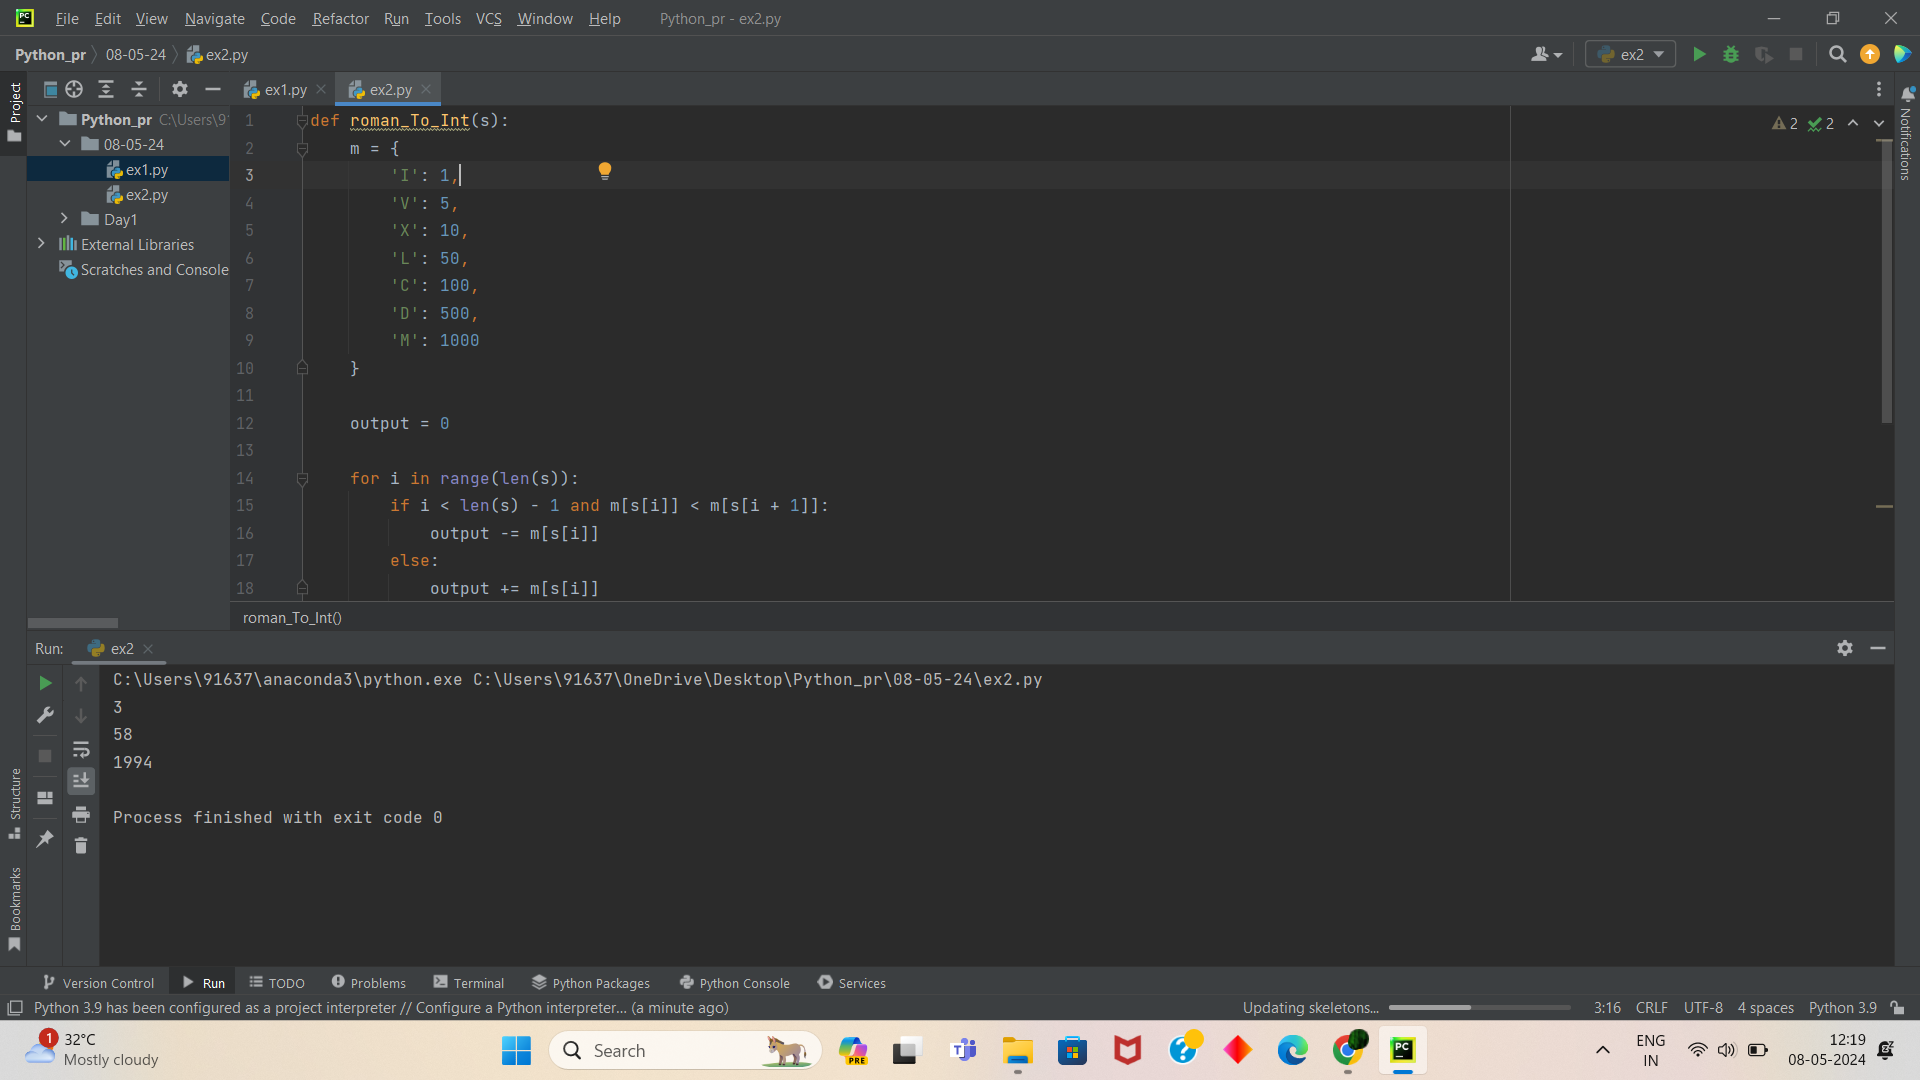 File Edit View Navigate Code Refactor Run Tools VCS Window Help Python_pr - ex2.py
Python_pr 08-05-24 ex2.py
ex2
Project
ex1.py
ex2.py
Python_pr C:\Users\91
08-05-24
ex1.py
ex2.py
Day1
External Libraries
Scratches and Console
2 2
Notifications
1 def roman_To_Int(s):
2 m = {
3 'I': 1,
4 'V': 5,
5 'X': 10,
6 'L': 50,
7 'C': 100,
8 'D': 500,
9 'M': 1000
10 }
11
12 output = 0
13
14 for i in range(len(s)):
15 if i < len(s) - 1 and m[s[i]] < m[s[i + 1]]:
16 output -= m[s[i]]
17 else:
18 output += m[s[i]]
roman_To_Int()
Run: ex2
C:\Users\91637\anaconda3\python.exe C:\Users\91637\OneDrive\Desktop\Python_pr\08-05-24\ex2.py
3
58
1994
Process finished with exit code 0
Structure
Bookmarks
Version Control Run TODO Problems Terminal Python Packages Python Console Services
Python 3.9 has been configured as a project interpreter // Configure a Python interpreter... (a minute ago) Updating skeletons... 3:16 CRLF UTF-8 4 spaces Python 3.9
1
32°C
Mostly cloudy
Search
PRE
PC
ENG
IN
12:19
08-05-2024